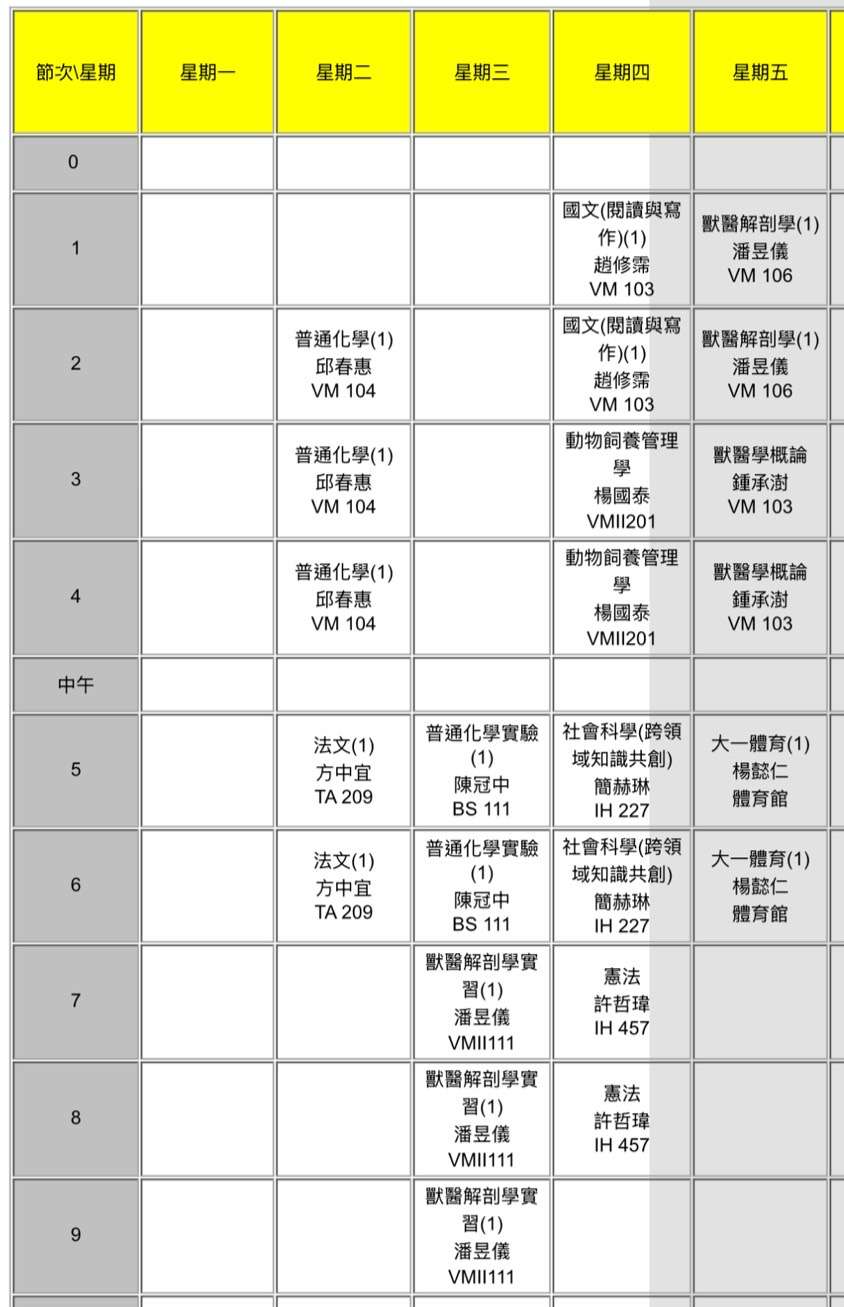 節次\星期 星期一 星期二 星期三 星期四 星期五
0
1
國文(閱讀與寫
作)(1)
趙修霈
VM 103
獸醫解剖學(1)
潘昱儀
VM 106
2
普通化學(1)
邱春惠
VM 104
國文(閱讀與寫
作)(1)
趙修霈
VM 103
獸醫解剖學(1)
潘昱儀
VM 106
3
普通化學(1)
邱春惠
VM 104
動物飼養管理
學
楊國泰
VMII201
獸醫學概論
鍾承澍
VM 103
4
普通化學(1)
邱春惠
VM 104
動物飼養管理
學
楊國泰
VMII201
獸醫學概論
鍾承澍
VM 103
中午
5
法文(1)
方中宜
TA 209
普通化學實驗
(1)
陳冠中
BS 111
社會科學(跨領
域知識共創)
簡赫琳
IH 227
大一體育(1)
楊懿仁
體育館
6
法文(1)
方中宜
TA 209
普通化學實驗
(1)
陳冠中
BS 111
社會科學(跨領
域知識共創)
簡赫琳
IH 227
大一體育(1)
楊懿仁
體育館
7
獸醫解剖學實
習(1)
潘昱儀
VMII111
憲法
許哲瑋
IH 457
8
獸醫解剖學實
習(1)
潘昱儀
VMII111
憲法
許哲瑋
IH 457
9
獸醫解剖學實
習(1)
潘昱儀
VMII111